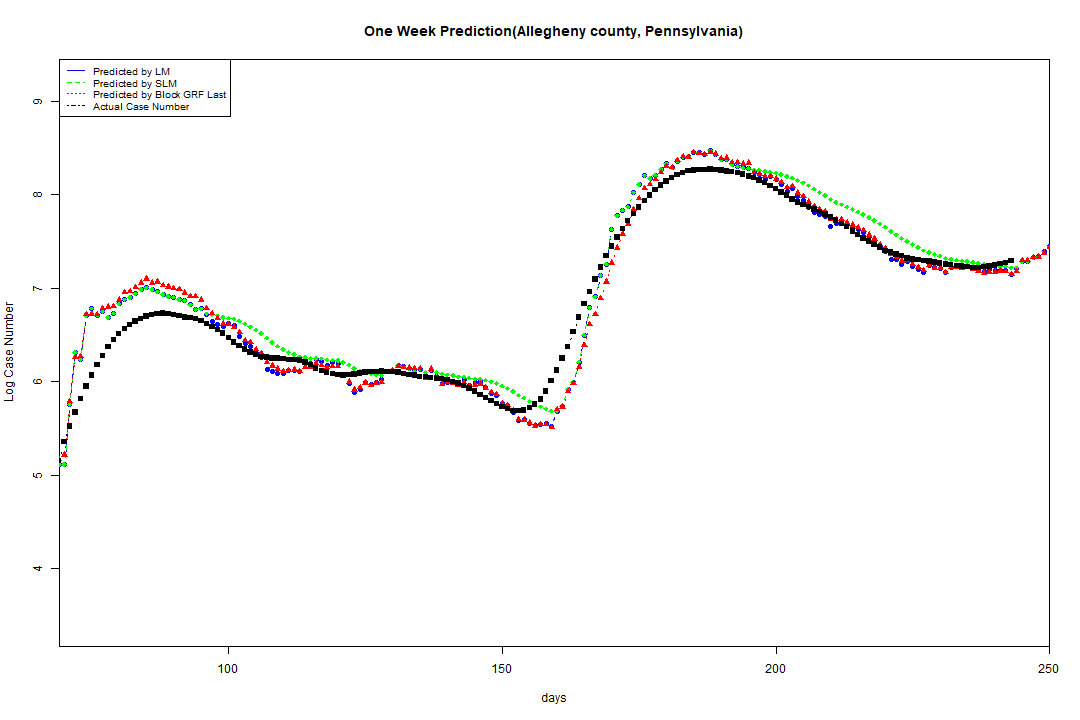 One Week Prediction(Allegheny county, Pennsylvania)
Predicted by LM
Predicted by SLM
Predicted by Block GRF Last
Actual Case Number
9
8
7
6
5
4
Log Case Number
100
150
200
250
days